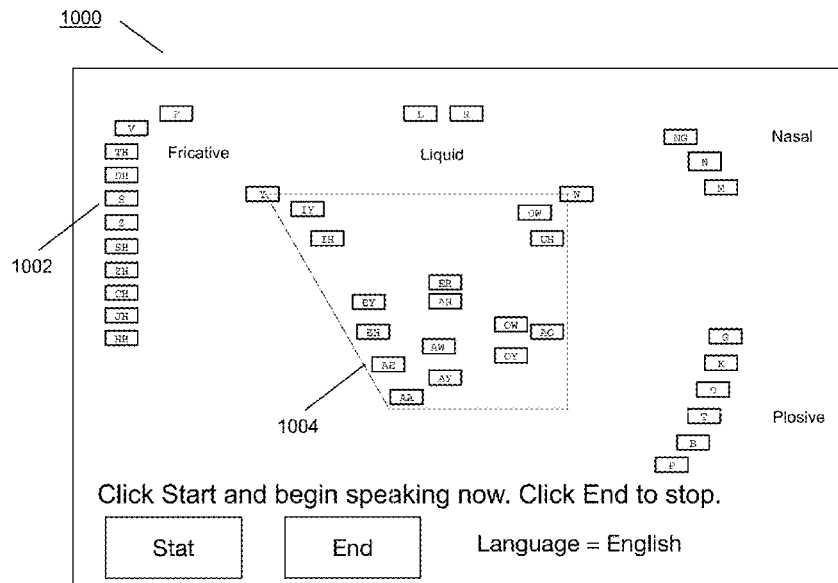 1000
L R
V
TH Fricative Liquid
NG Nasal
DH
N
M
S
IY
1002
Z
IH UH
SH
ZH
ER
CH
EY AH
JH
OW AO
EH
G
AW
OY
AE
K
AY
AA
1004
T Plosive
B
Click Start and begin speaking now. Click End to stop.
Stat End Language = English